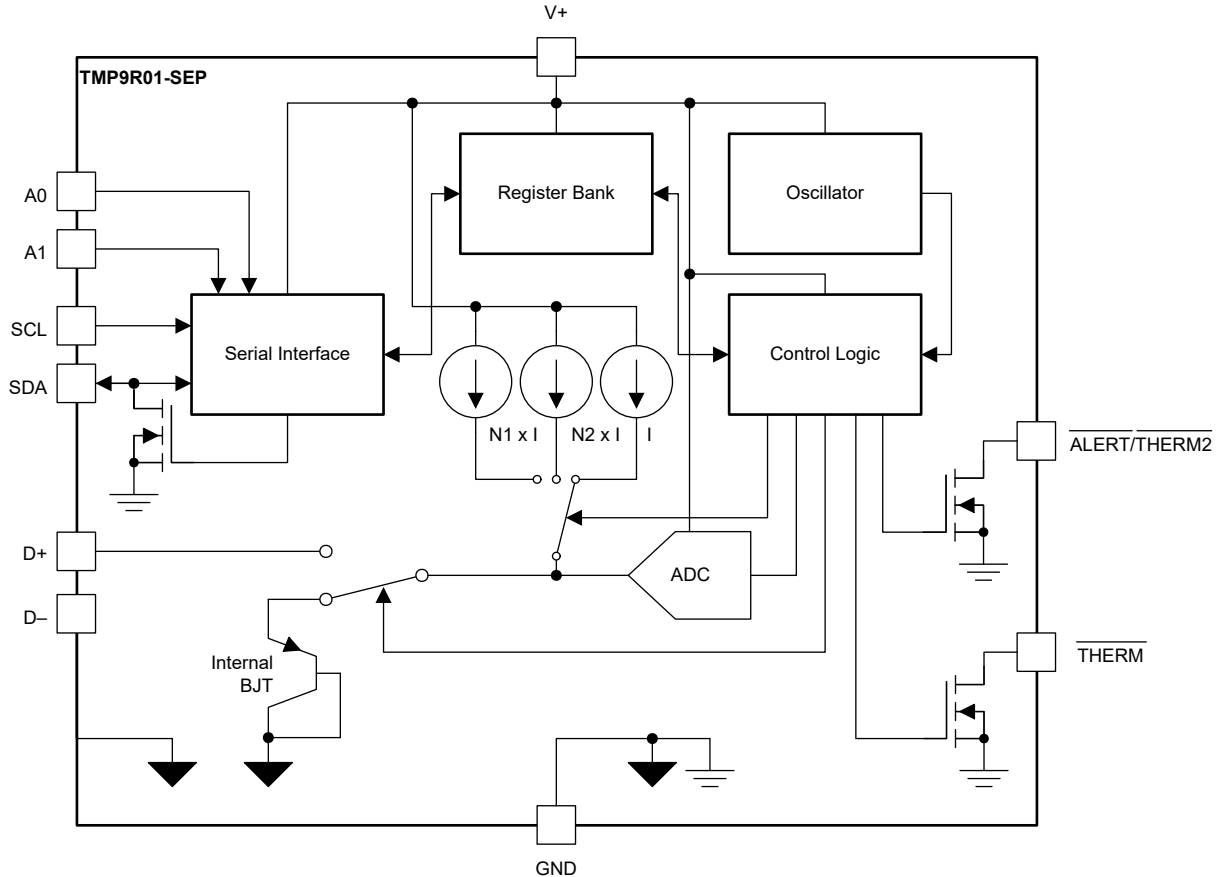 V+
TMP9R01-SEP
A0
Register Bank
Oscillator
A1
SCL
Serial Interface
Control Logic
SDA
N1 x I
N2 x I
I
ALERT/THERM2
D+
ADC
D–
Internal
BJT
THERM
GND